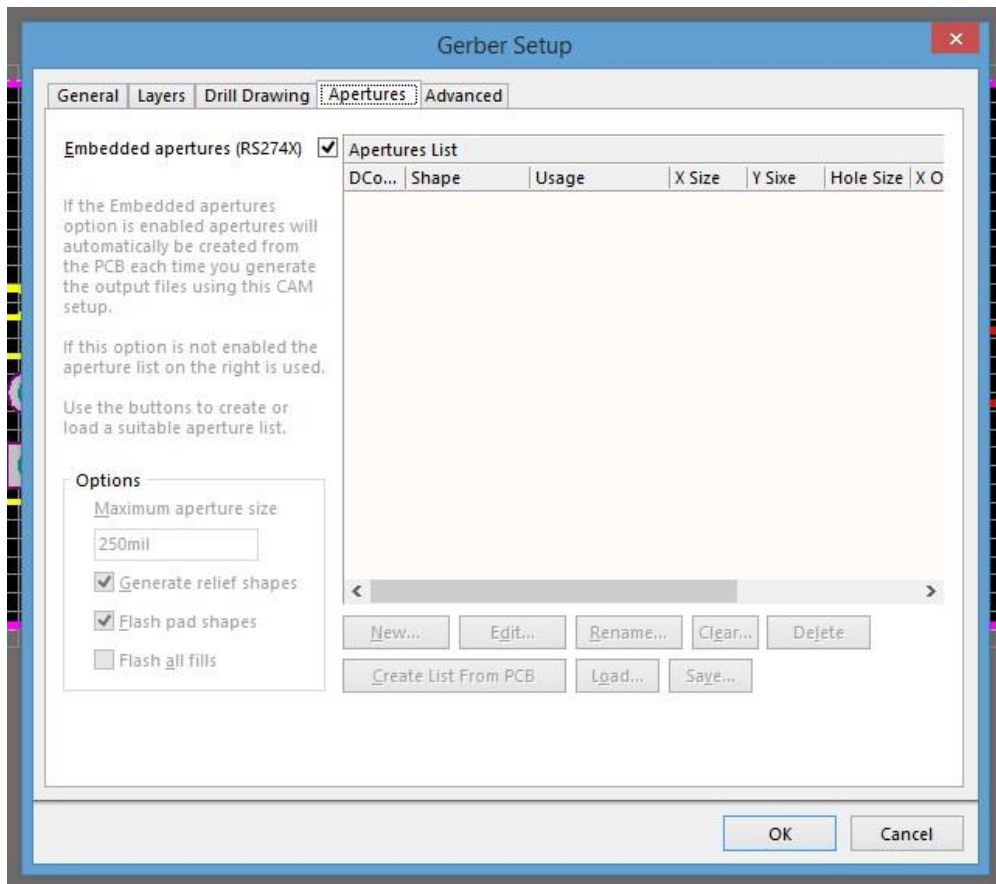 Gerber Setup
General Layers Drill Drawing Apertures Advanced
Embedded apertures (RS274X)
If the Embedded apertures
option is enabled apertures will
automatically be created from
the PCB each time you generate
the output files using this CAM
setup.
If this option is not enabled the
aperture list on the right is used.
Use the buttons to create or
load a suitable aperture list.
Options
Maximum aperture size
250mil
Generate relief shapes
Flash pad shapes
Flash all fills
Apertures List
DCo... Shape Usage X Size Y Sixe Hole Size X O
New... Edit... Rename... Clear... Delete
Create List From PCB Load... Save...
OK Cancel